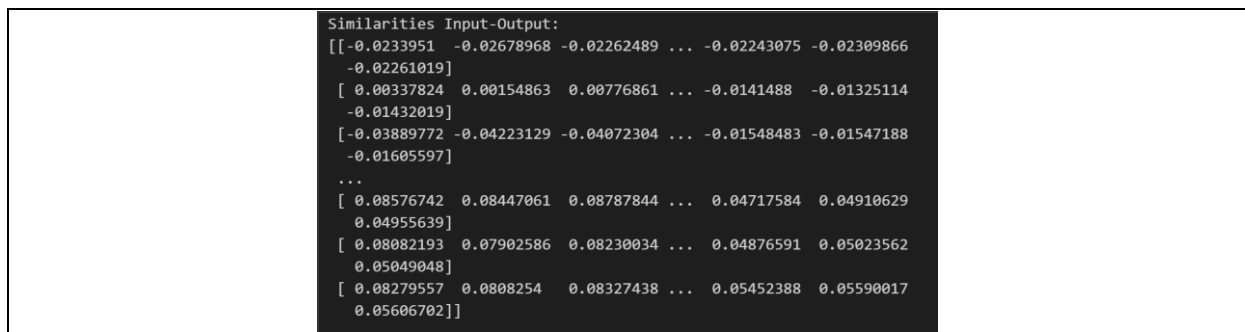 Similarities Input-Output:
[[-0.0233951  -0.02678968 -0.02262489 ... -0.02243075 -0.02309866
  -0.02261019]
 [ 0.00337824  0.00154863  0.00776861 ... -0.0141488  -0.01325114
  -0.01432019]
 [-0.03889772 -0.04223129 -0.04072304 ... -0.01548483 -0.01547188
  -0.01605597]
 ...
 [ 0.08576742  0.08447061  0.08787844 ...  0.04717584  0.04910629
   0.04955639]
 [ 0.08082193  0.07902586  0.08230034 ...  0.04876591  0.05023562
   0.05049048]
 [ 0.08279557  0.0808254   0.08327438 ...  0.05452388  0.05590017
   0.05606702]]